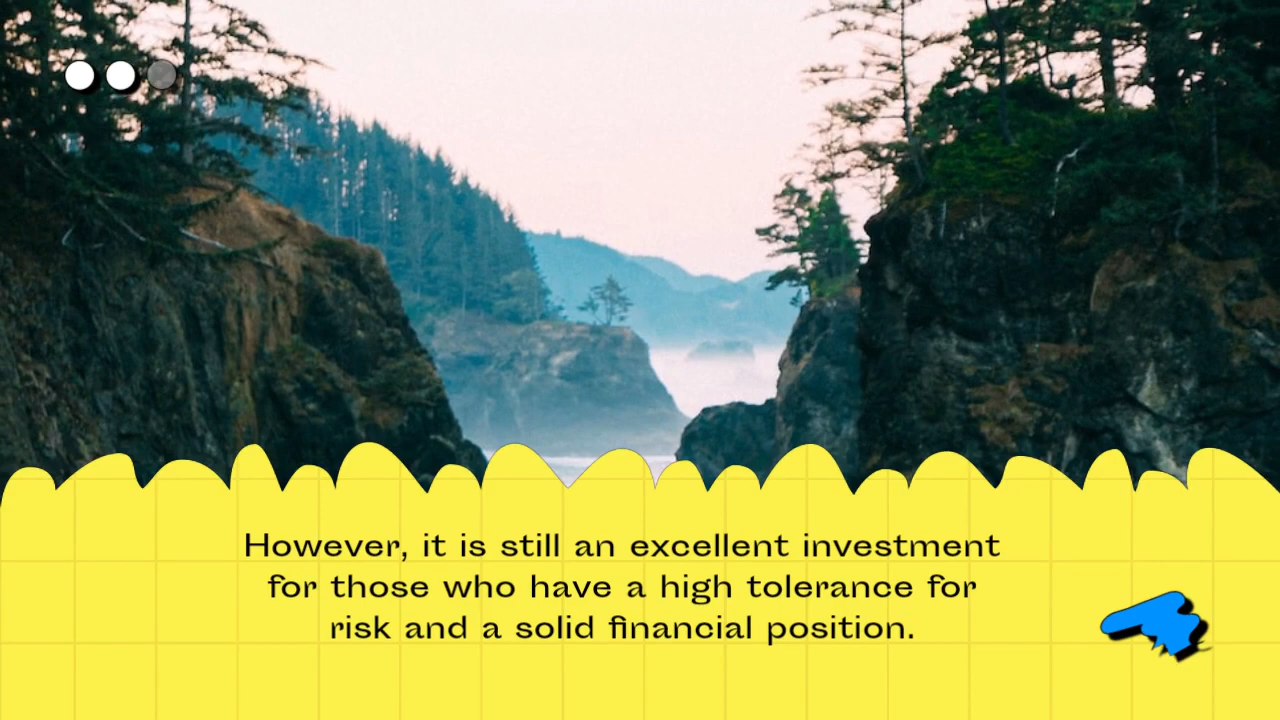 However, it is still an excellent investment
for those who have a high tolerance for
risk and a solid financial position.